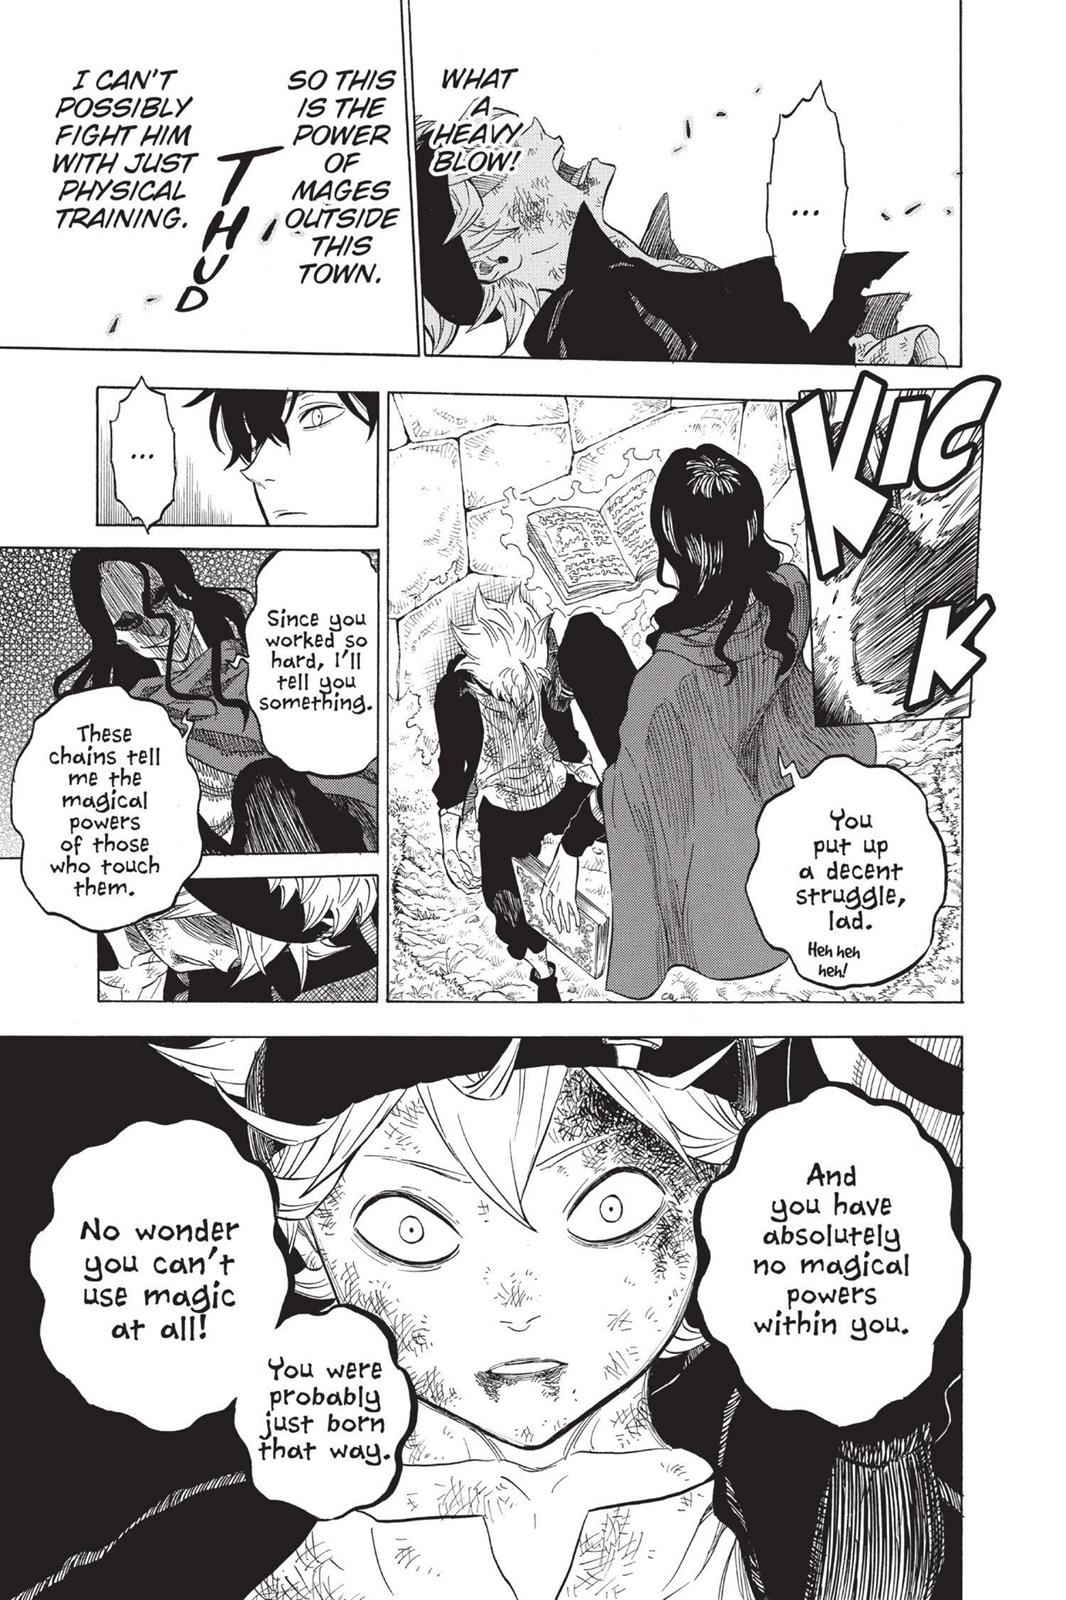 ...
WHAT
A
HEAVY
BLOW!
SO THIS
IS THE
POWER
OF
MAGES
OUTSIDE
THIS
TOWN.
THUD
I CAN'T
POSSIBLY
FIGHT HIM
WITH JUST
PHYSICAL
TRAINING.
KICK
K
You
put up
a decent
struggle,
lad.
Heh heh
heh!
...
Since you
worked so
hard, I'll
tell you
something.
These
chains tell
me the
magical
powers
of those
who touch
them.
And
you have
absolutely
no magical
powers
within you.
You were
probably
just born
that way.
No wonder
you can't
use magic
at all!